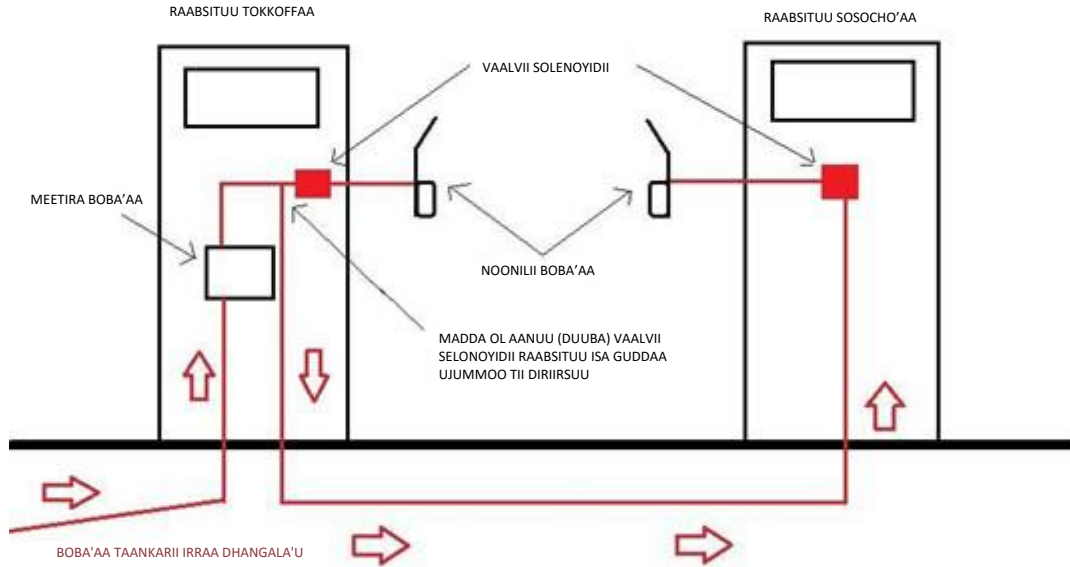 RAABSITUU TOKKOFFAA
RAABSITUU SOSOCHO'AA
VAALVII SOLENOYIDII
MEETIRA BOBA'AA
NOONILII BOBA'AA
MADDA OL AANUU (DUUBA) VAALVII
SELONOYIDII RAABSITUU ISA GUDDAA
UJUMMOO TII DIRIIRSUU
BOBA'AA TAANKARII IRRAA DHANGALA'U